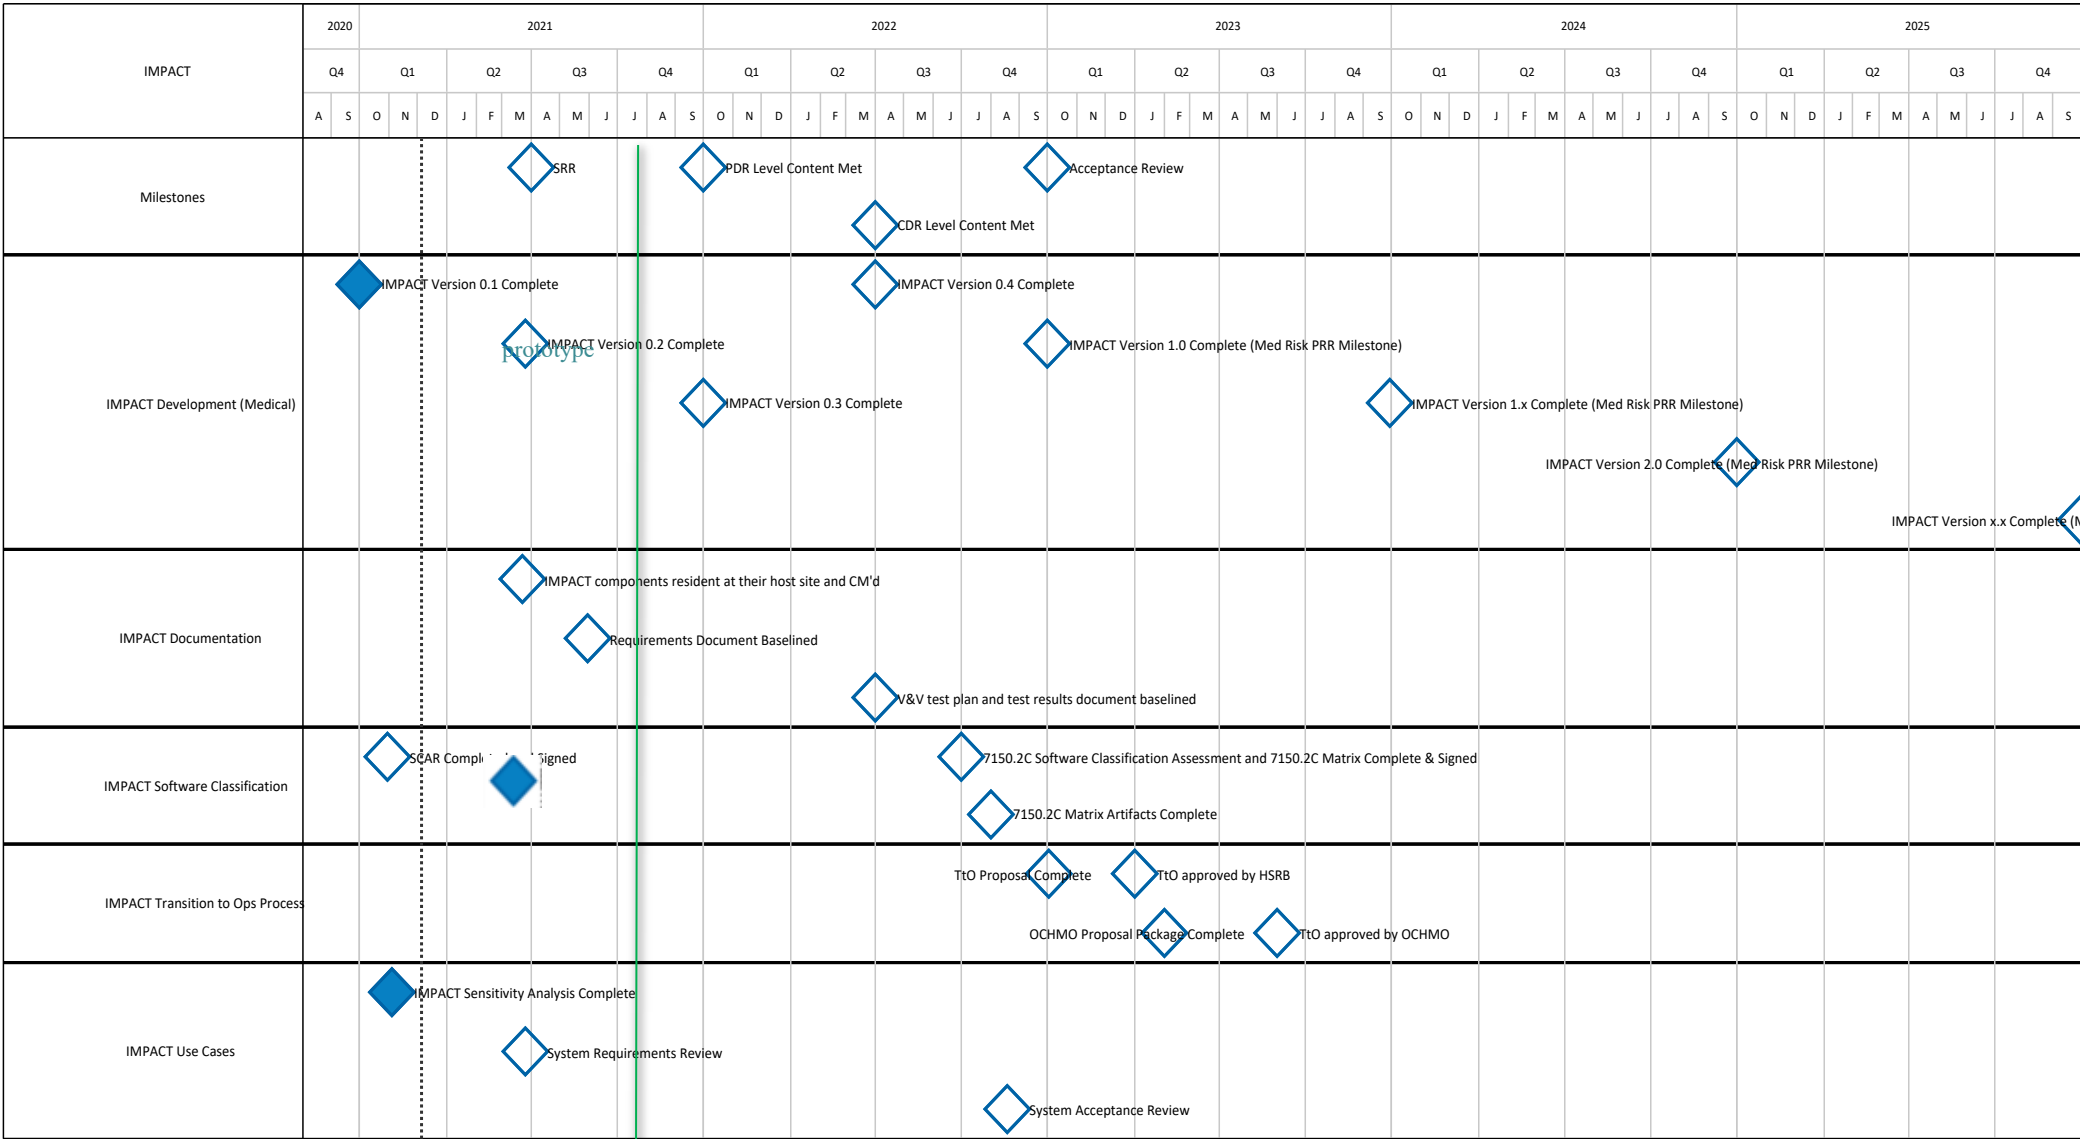 IMPACT
2020 2021 2022 2023 2024 2025
Q4 Q1 Q2 Q3 Q4 Q1 Q2 Q3 Q4 Q1 Q2 Q3 Q4 Q1 Q2 Q3 Q4 Q1 Q2 Q3 Q4
A S O N D J F M A M J J A S O N D J F M A M J J A S O N D J F M A M J J A S O N D J F M A M J J A S O N D J F M A M J J A S
Milestones
SRR PDR Level Content Met Acceptance Review
CDR Level Content Met
IMPACT Development (Medical)
IMPACT Version 0.1 Complete IMPACT Version 0.4 Complete
IMPACT Version 0.2 Complete IMPACT Version 1.0 Complete (Med Risk PRR Milestone)
prototype
IMPACT Version 0.3 Complete IMPACT Version 1.x Complete (Med Risk PRR Milestone)
IMPACT Version 2.0 Complete (Med Risk PRR Milestone)
IMPACT Version x.x Complete (M
IMPACT Documentation
IMPACT components resident at their host site and CM'd
Requirements Document Baselined
V&V test plan and test results document baselined
IMPACT Software Classification
SCAR Signed 7150.2C Software Classification Assessment and 7150.2C Matrix Complete & Signed
7150.2C Matrix Artifacts Complete
IMPACT Transition to Ops Process
TtO Proposal Complete TtO approved by HSRB
OCHMO Proposal Package Complete TtO approved by OCHMO
IMPACT Use Cases
IMPACT Sensitivity Analysis Complete
System Requirements Review
System Acceptance Review